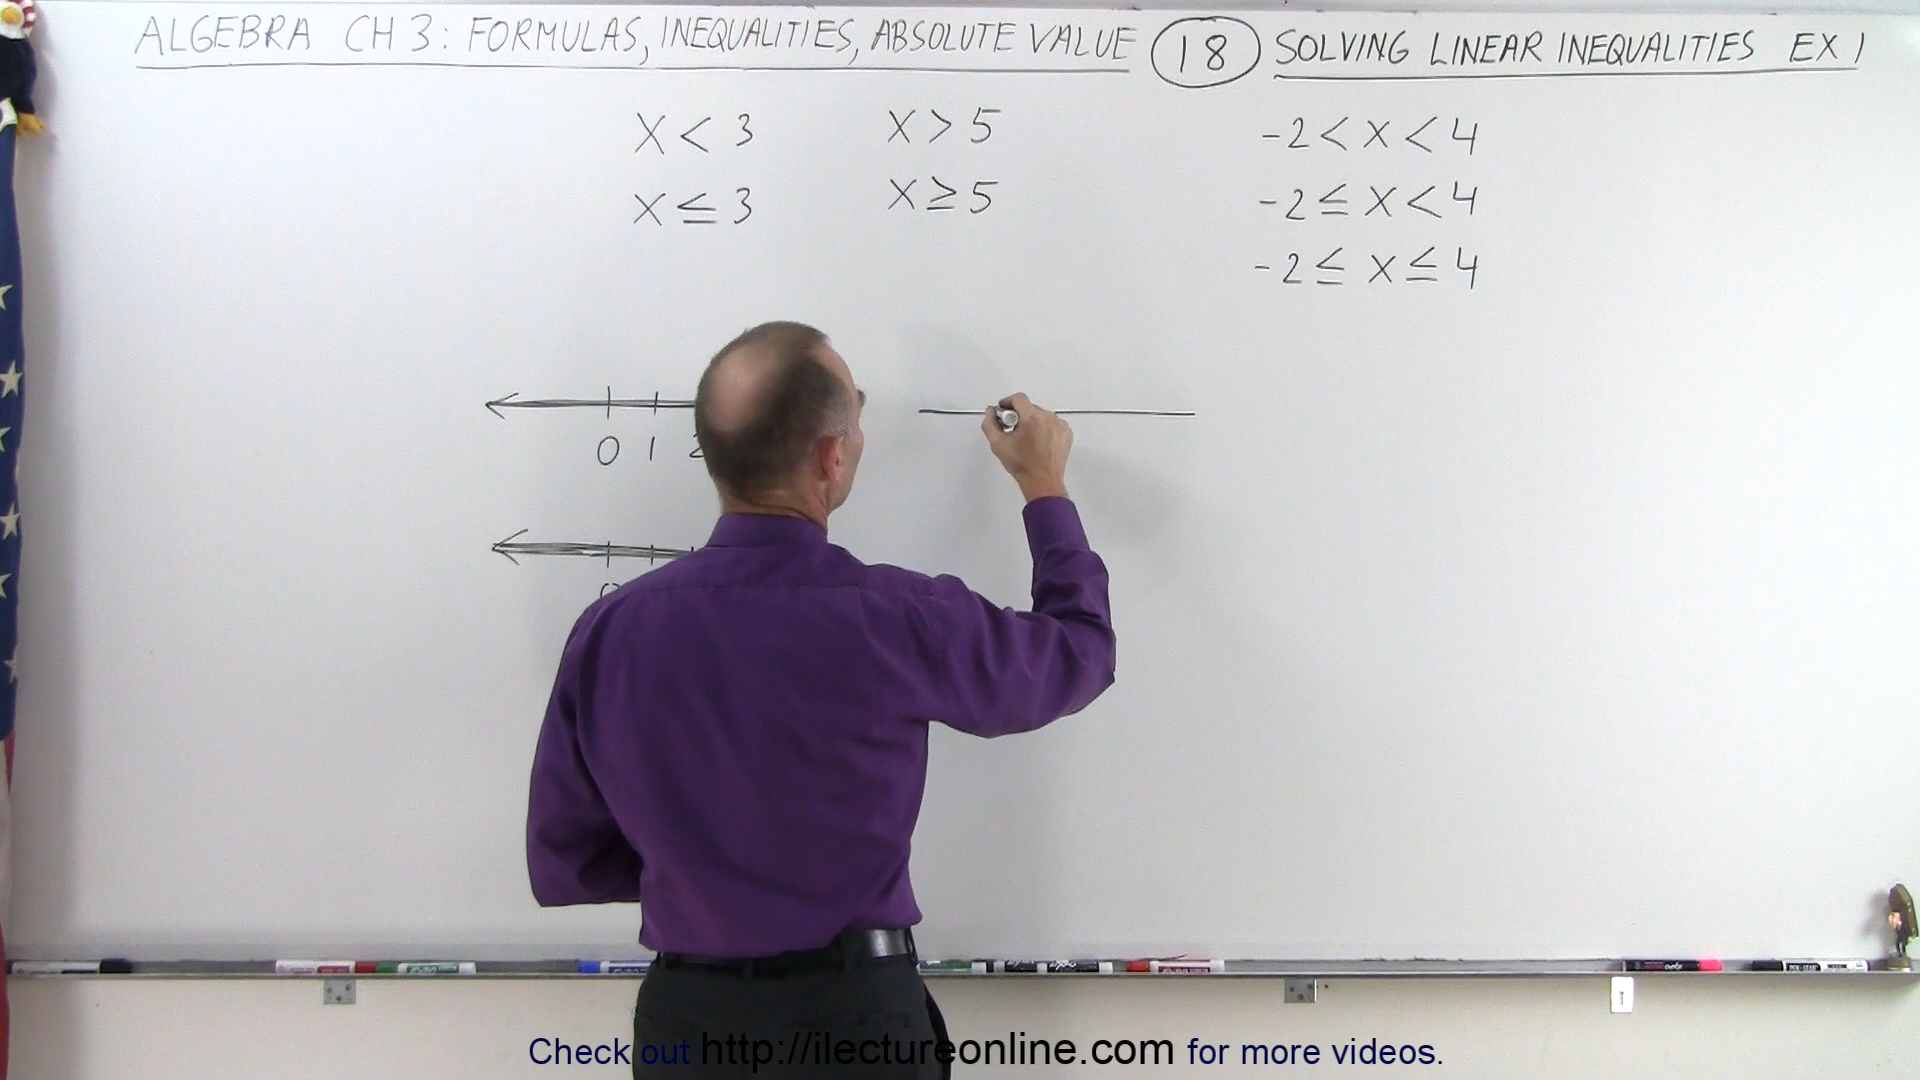 ALGEBRA CH 3: FORMULAS, INEQUALITIES, ABSOLUTE VALUE 18 SOLVING LINEAR INEQUALITIES EX 1
X < 3 X > 5 -2 < X < 4
X ≤ 3 X ≥ 5 -2 ≤ X < 4
-2 ≤ X ≤ 4
0 1 2
Check out http://ilectureonline.com for more videos.